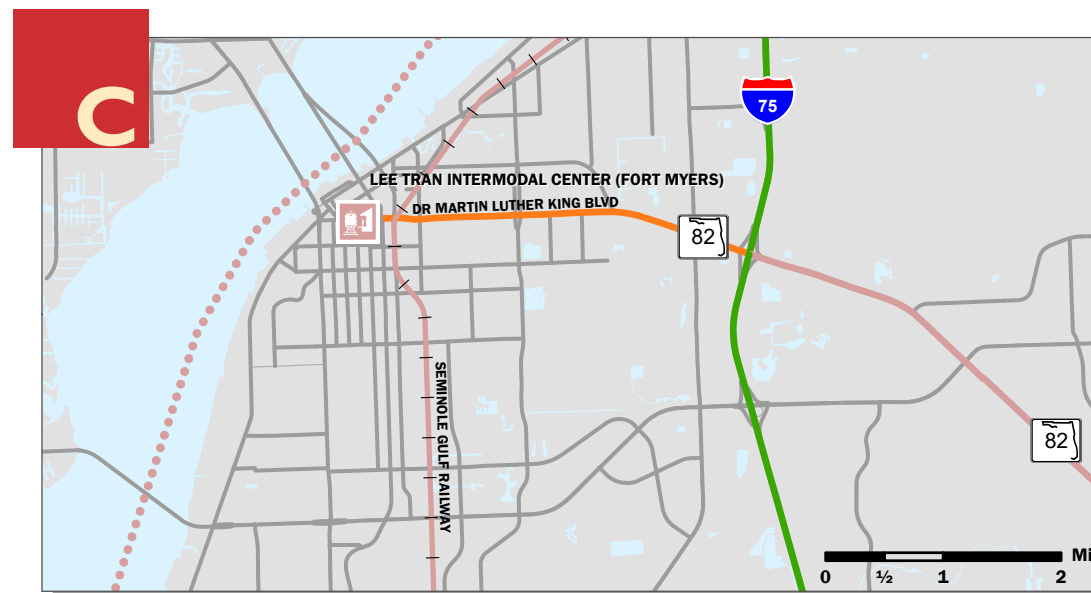 C
75
LEE TRAN INTERMODAL CENTER (FORT MYERS)
DR MARTIN LUTHER KING BLVD
82
SEMINOLE GULF RAILWAY
82
Mi
0 ½ 1 2